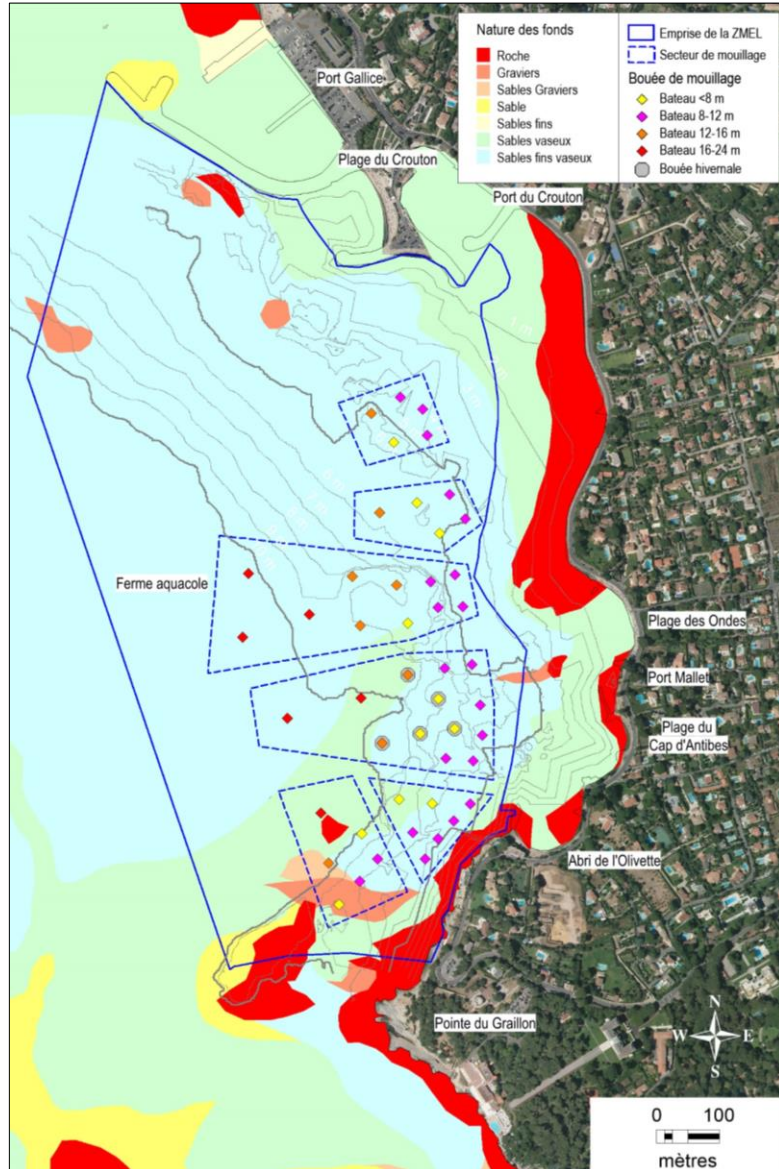 Nature des fonds
Roche
Graviers
Sables Graviers
Sable
Sables fins
Sables vaseux
Sables fins vaseux
Emprise de la ZMEL
Secteur de mouillage
Bouée de mouillage
Bateau <8 m
Bateau 8-12 m
Bateau 12-16 m
Bateau 16-24 m
Bouée hivernale
Port Gallice
Plage du Crouton
Port du Crouton
1 m
Ferme aquacole
Plage des Ondes
Port Mallet
Plage du
Cap d'Antibes
Abri de l'Olivette
Pointe du Graillon
N
W
E
S
0 100
mètres